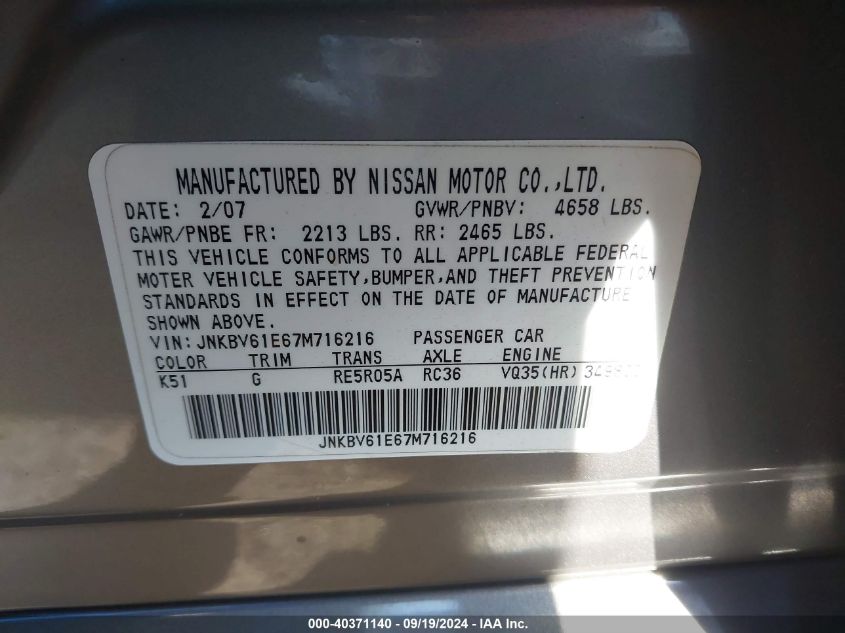 MANUFACTURED BY NISSAN MOTOR CO.,LTD.
DATE: 2/07 GVWR/PNBV: 4658 LBS.
GAWR/PNBE FR: 2213 LBS. RR: 2465 LBS.
THIS VEHICLE CONFORMS TO ALL APPLICABLE FEDERAL
MOTER VEHICLE SAFETY,BUMPER,AND THEFT PREVENTION
STANDARDS IN EFFECT ON THE DATE OF MANUFACTURE
SHOWN ABOVE.
VIN: JNKBV61E67M716216 PASSENGER CAR
COLOR TRIM TRANS AXLE ENGINE
K51 G RE5R05A RC36 VQ35(HR)
JNKBV61E67M716216
000-40371140 - 09/19/2024 - IAA Inc.